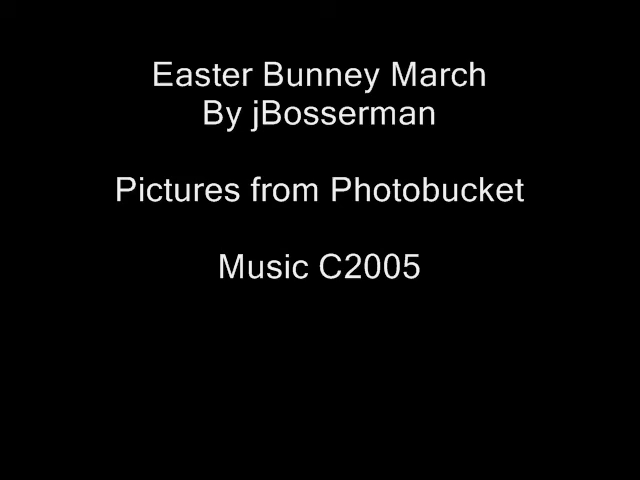 Easter Bunney March
By jBosserman
Pictures from Photobucket
Music C2005